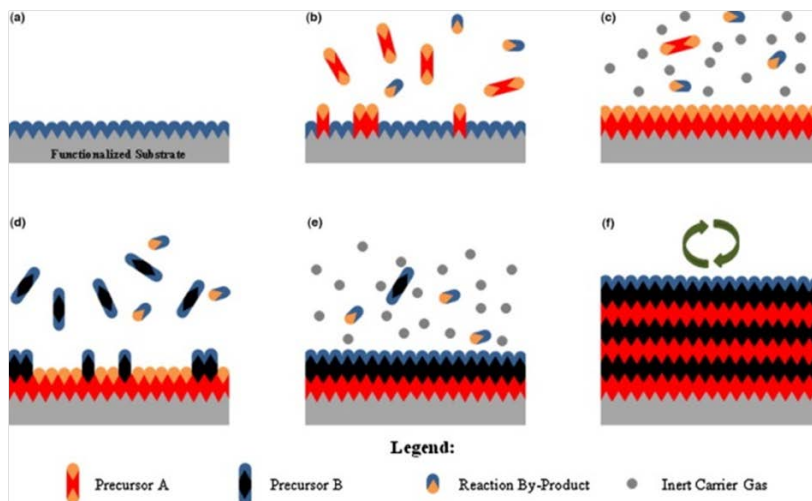 (a)
(b)
(c)
Functionalized Substrate
(d)
(e)
(f)
Legend:
Precursor A
Precursor B
Reaction By-Product
Inert Carrier Gas